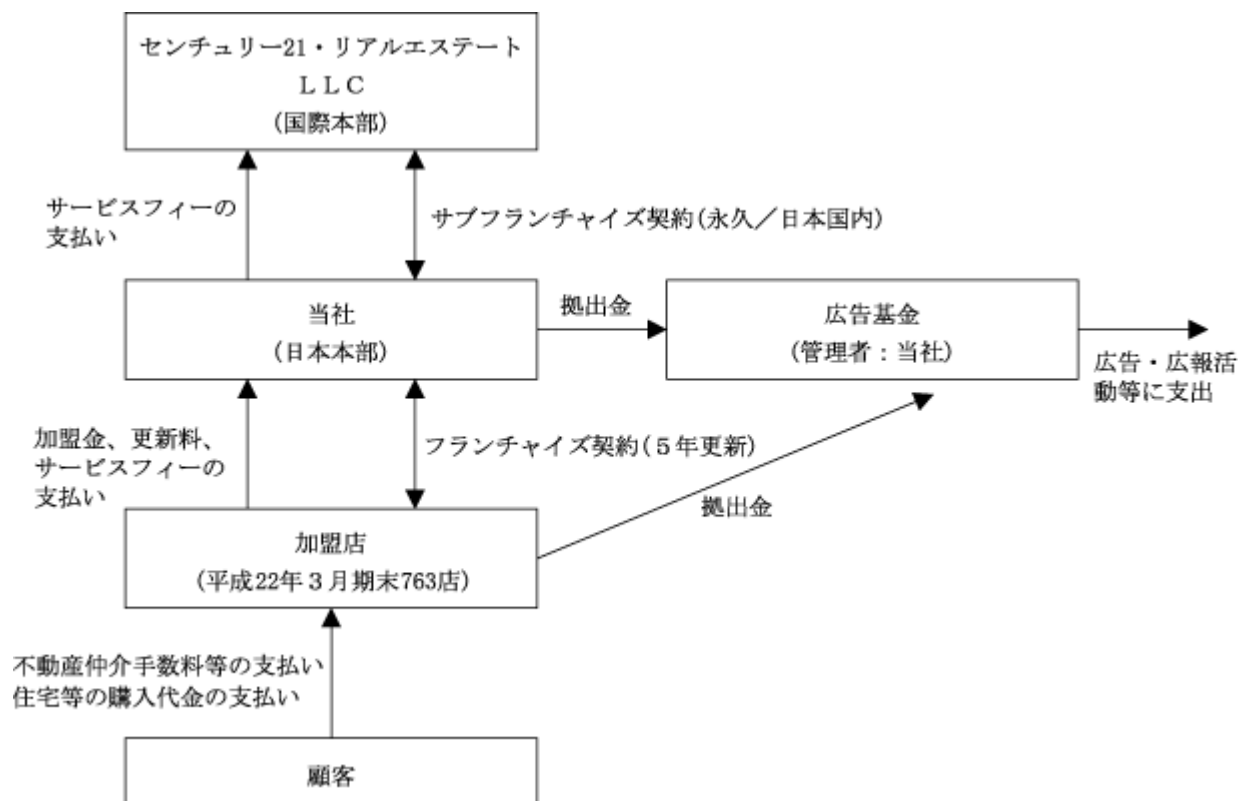 センチュリー21・リアルエステート
ＬＬＣ
(国際本部)
サービスフィーの
支払い
サブフランチャイズ契約(永久／日本国内)
当社
(日本本部)
拠出金
広告基金
(管理者：当社)
広告・広報活
動等に支出
加盟金、更新料、
サービスフィーの
支払い
フランチャイズ契約(５年更新)
拠出金
加盟店
(平成22年３月期末763店)
不動産仲介手数料等の支払い
住宅等の購入代金の支払い
顧客